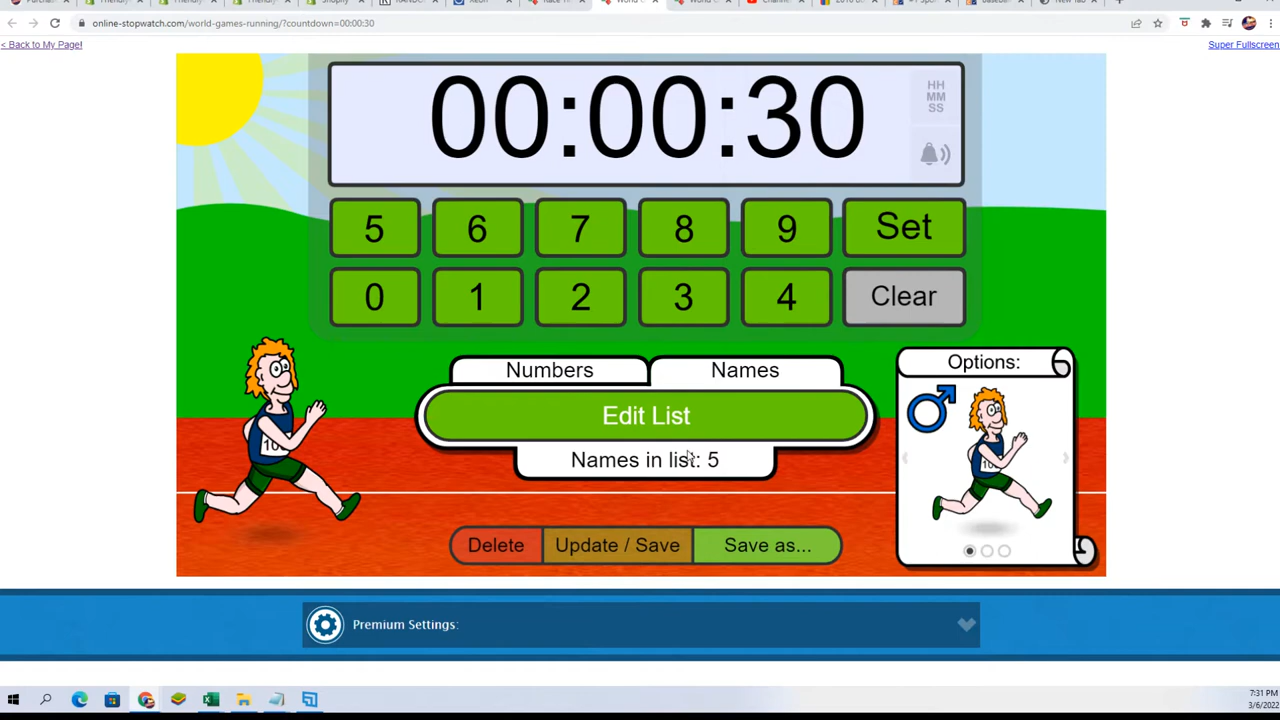 online-stopwatch.com/world-games-running/?countdown=00:00:30
< Back to My Page!
Super Fullscreen
00:00:30
HH
MM
SS
5 6 7 8 9 Set
0 1 2 3 4 Clear
Numbers Names
Edit List
Names in list: 5
Options:
Delete Update / Save Save as...
Premium Settings:
7:31 PM
3/6/2022